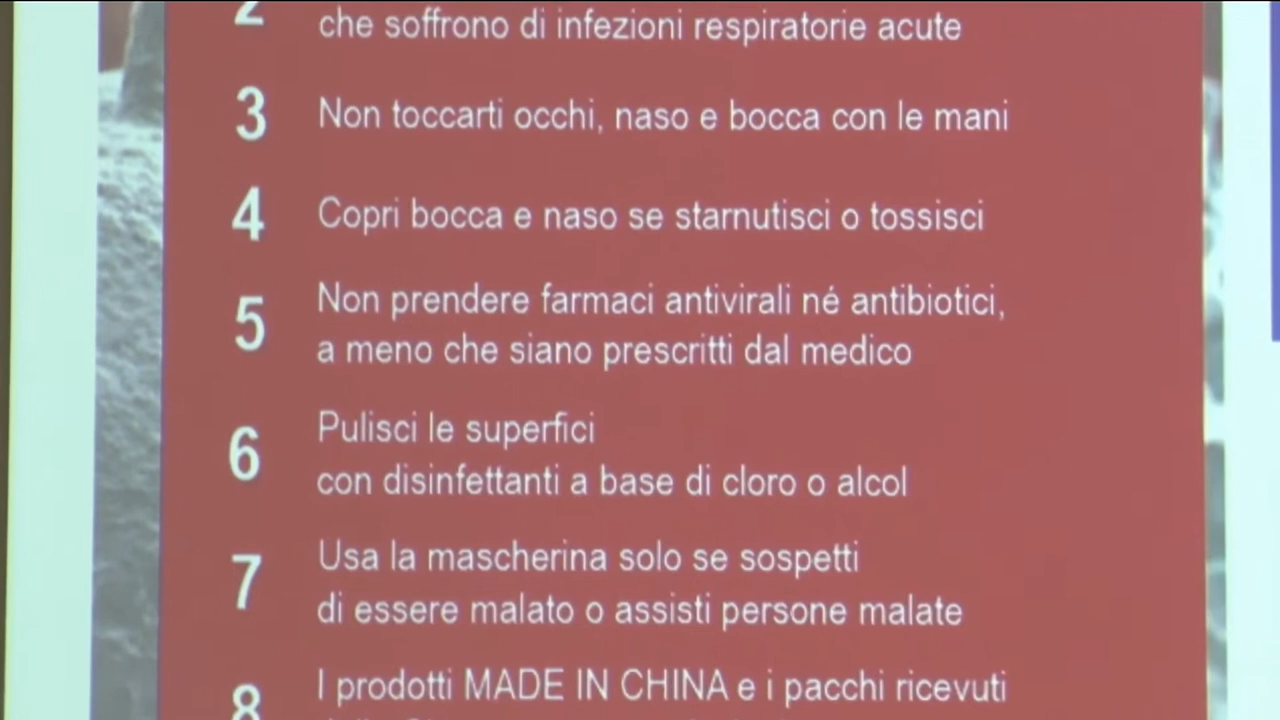 2
che soffrono di infezioni respiratorie acute
3 Non toccarti occhi, naso e bocca con le mani
4 Copri bocca e naso se starnutisci o tossisci
5 Non prendere farmaci antivirali né antibiotici,
a meno che siano prescritti dal medico
6 Pulisci le superfici
con disinfettanti a base di cloro o alcol
7 Usa la mascherina solo se sospetti
di essere malato o assisti persone malate
8 I prodotti MADE IN CHINA e i pacchi ricevuti